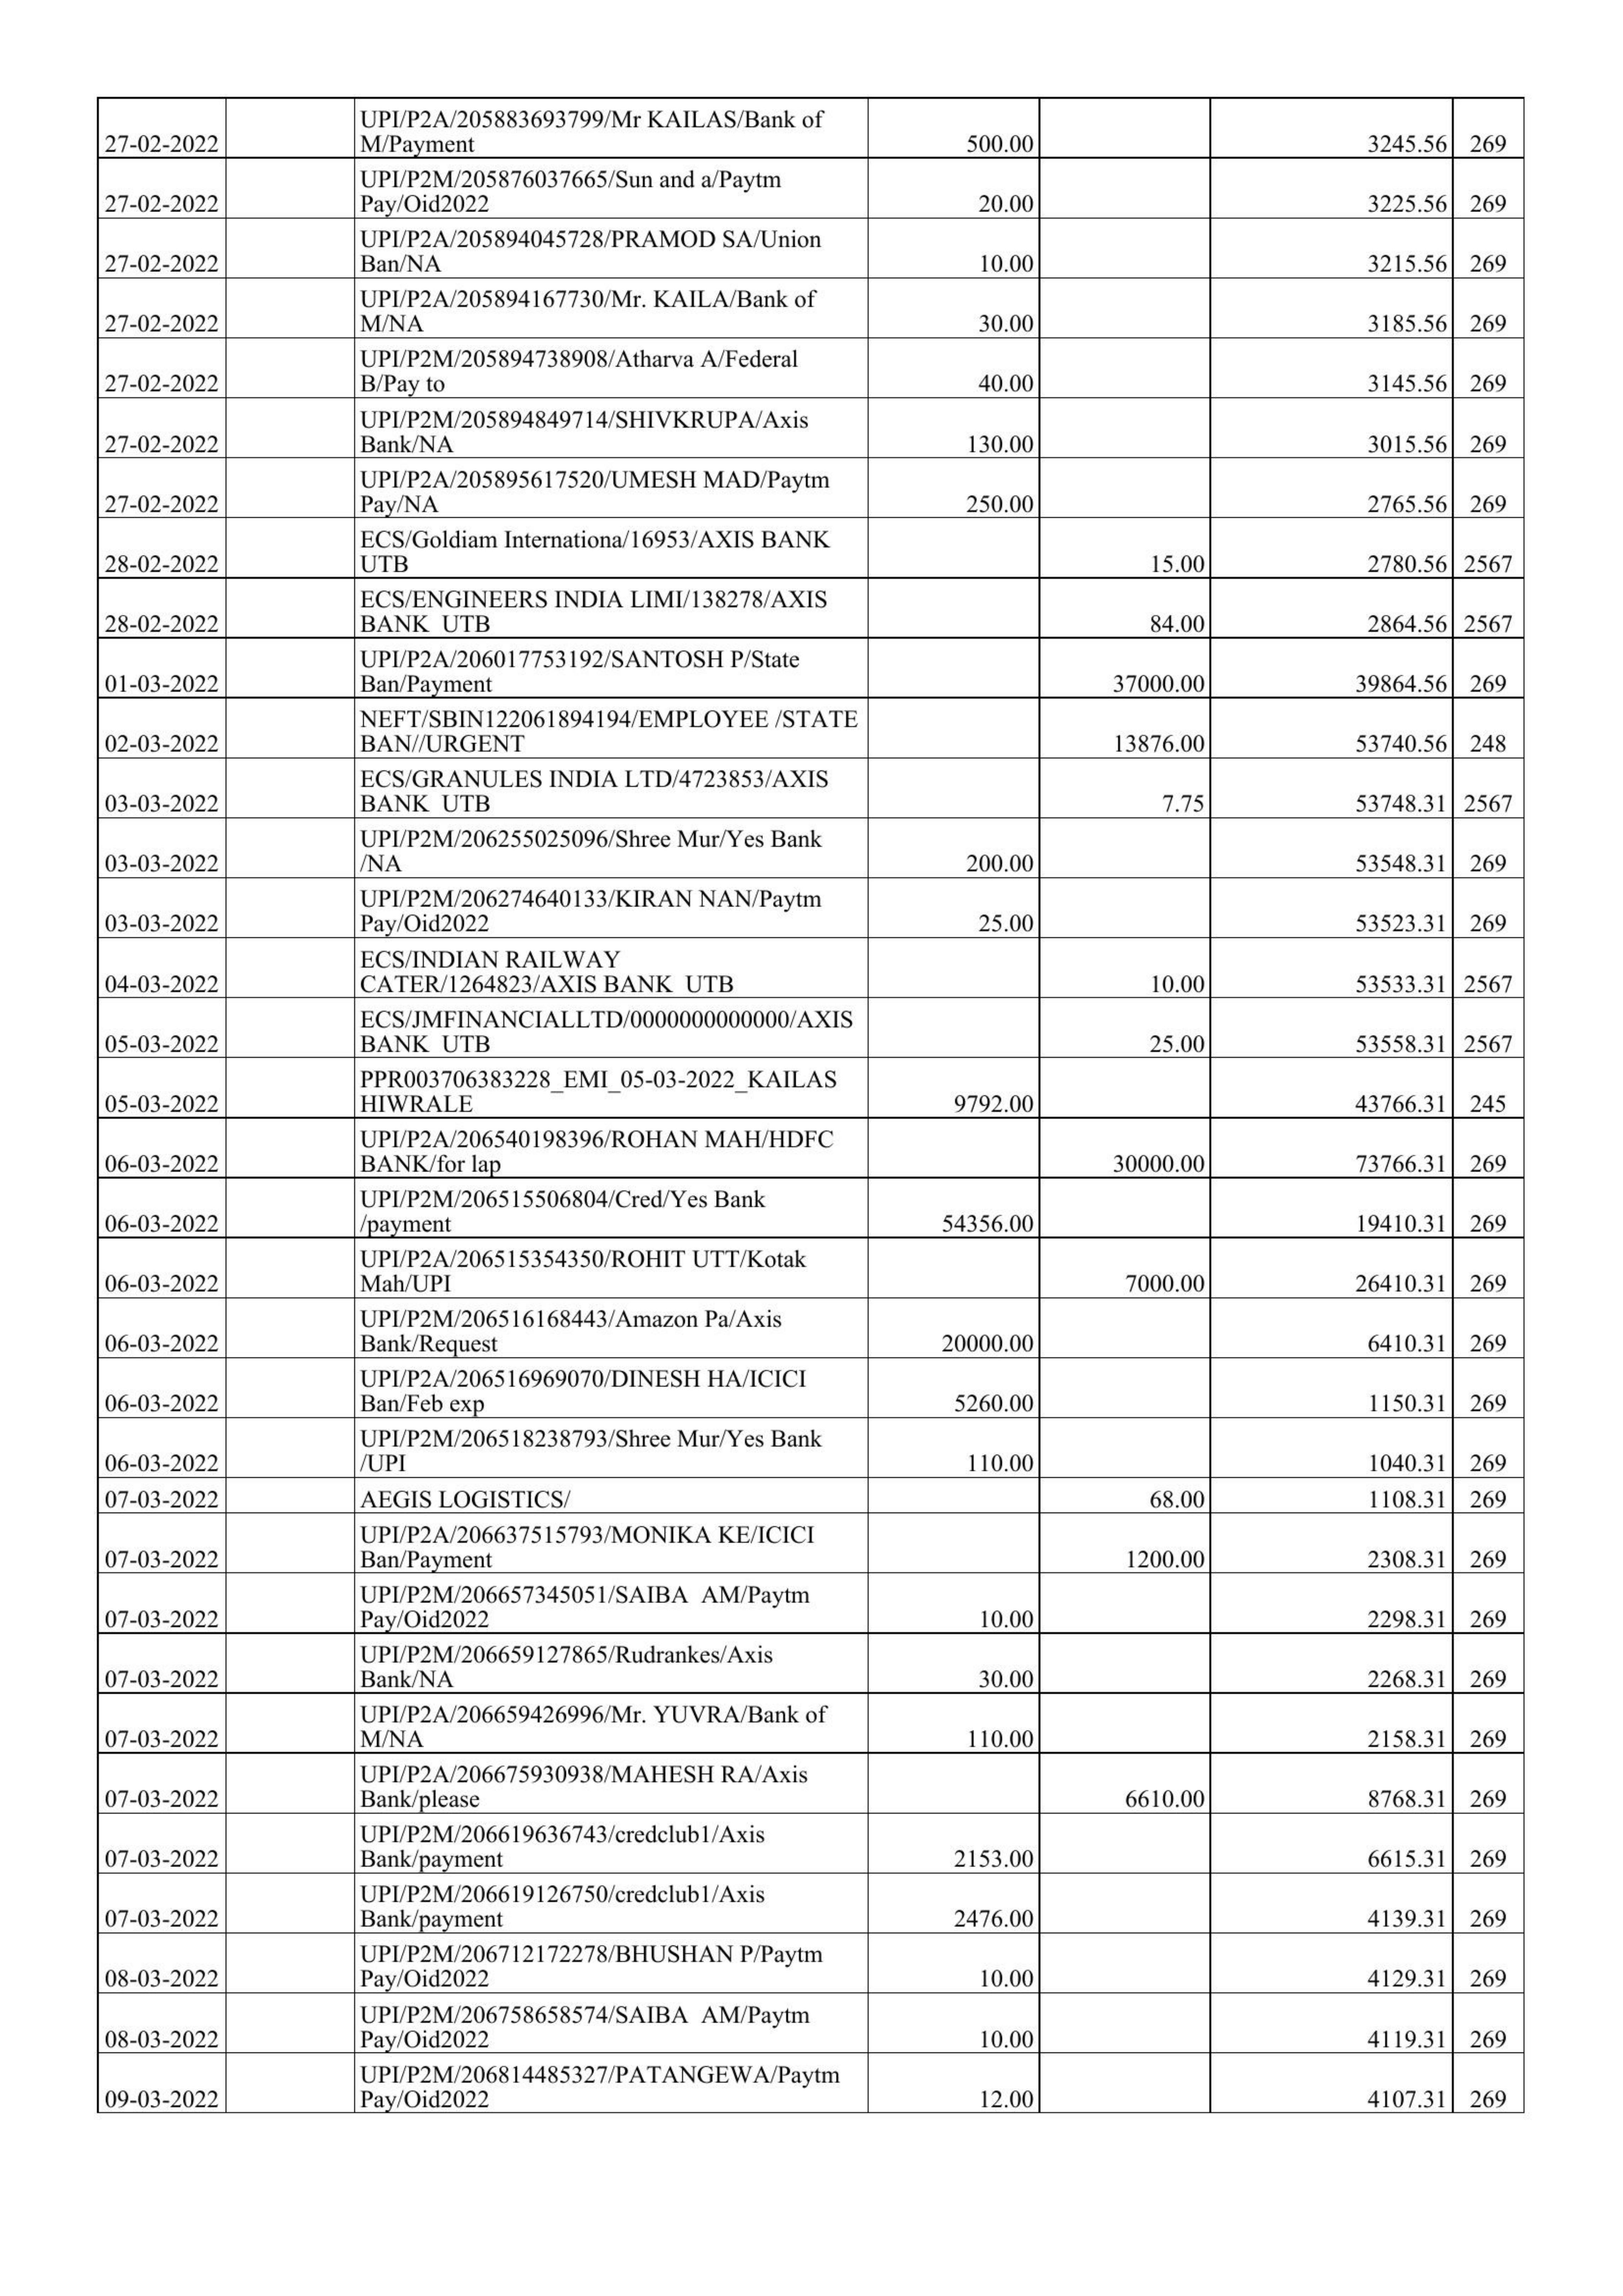 UPI/P2A/205883693799/Mr KAILAS/Bank of
27-02-2022 M/Payment 500.00 3245.56 269
UPI/P2M/205876037665/Sun and a/Paytm
27-02-2022 Pay/Oid2022 20.00 3225.56 269
UPI/P2A/205894045728/PRAMOD SA/Union
27-02-2022 Ban/NA 10.00 3215.56 269
UPI/P2A/205894167730/Mr. KAILA/Bank of
27-02-2022 M/NA 30.00 3185.56 269
UPI/P2M/205894738908/Atharva A/Federal
27-02-2022 B/Pay to 40.00 3145.56 269
UPI/P2M/205894849714/SHIVKRUPA/Axis
27-02-2022 Bank/NA 130.00 3015.56 269
UPI/P2A/205895617520/UMESH MAD/Paytm
27-02-2022 Pay/NA 250.00 2765.56 269
ECS/Goldiam Internationa/16953/AXIS BANK
28-02-2022 UTB 15.00 2780.56 2567
ECS/ENGINEERS INDIA LIMI/138278/AXIS
28-02-2022 BANK UTB 84.00 2864.56 2567
UPI/P2A/206017753192/SANTOSH P/State
01-03-2022 Ban/Payment 37000.00 39864.56 269
NEFT/SBIN122061894194/EMPLOYEE /STATE
02-03-2022 BAN//URGENT 13876.00 53740.56 248
ECS/GRANULES INDIA LTD/4723853/AXIS
03-03-2022 BANK UTB 7.75 53748.31 2567
UPI/P2M/206255025096/Shree Mur/Yes Bank
03-03-2022 /NA 200.00 53548.31 269
UPI/P2M/206274640133/KIRAN NAN/Paytm
03-03-2022 Pay/Oid2022 25.00 53523.31 269
ECS/INDIAN RAILWAY
04-03-2022 CATER/1264823/AXIS BANK UTB 10.00 53533.31 2567
ECS/JMFINANCIALLTD/0000000000000/AXIS
05-03-2022 BANK UTB 25.00 53558.31 2567
PPR003706383228_EMI_05-03-2022_KAILAS
05-03-2022 HIWRALE 9792.00 43766.31 245
UPI/P2A/206540198396/ROHAN MAH/HDFC
06-03-2022 BANK/for lap 30000.00 73766.31 269
UPI/P2M/206515506804/Cred/Yes Bank
06-03-2022 /payment 54356.00 19410.31 269
UPI/P2A/206515354350/ROHIT UTT/Kotak
06-03-2022 Mah/UPI 7000.00 26410.31 269
UPI/P2M/206516168443/Amazon Pa/Axis
06-03-2022 Bank/Request 20000.00 6410.31 269
UPI/P2A/206516969070/DINESH HA/ICICI
06-03-2022 Ban/Feb exp 5260.00 1150.31 269
UPI/P2M/206518238793/Shree Mur/Yes Bank
06-03-2022 /UPI 110.00 1040.31 269
07-03-2022 AEGIS LOGISTICS/ 68.00 1108.31 269
UPI/P2A/206637515793/MONIKA KE/ICICI
07-03-2022 Ban/Payment 1200.00 2308.31 269
UPI/P2M/206657345051/SAIBA AM/Paytm
07-03-2022 Pay/Oid2022 10.00 2298.31 269
UPI/P2M/206659127865/Rudrankes/Axis
07-03-2022 Bank/NA 30.00 2268.31 269
UPI/P2A/206659426996/Mr. YUVRA/Bank of
07-03-2022 M/NA 110.00 2158.31 269
UPI/P2A/206675930938/MAHESH RA/Axis
07-03-2022 Bank/please 6610.00 8768.31 269
UPI/P2M/206619636743/credclub1/Axis
07-03-2022 Bank/payment 2153.00 6615.31 269
UPI/P2M/206619126750/credclub1/Axis
07-03-2022 Bank/payment 2476.00 4139.31 269
UPI/P2M/206712172278/BHUSHAN P/Paytm
08-03-2022 Pay/Oid2022 10.00 4129.31 269
UPI/P2M/206758658574/SAIBA AM/Paytm
08-03-2022 Pay/Oid2022 10.00 4119.31 269
UPI/P2M/206814485327/PATANGEWA/Paytm
09-03-2022 Pay/Oid2022 12.00 4107.31 269